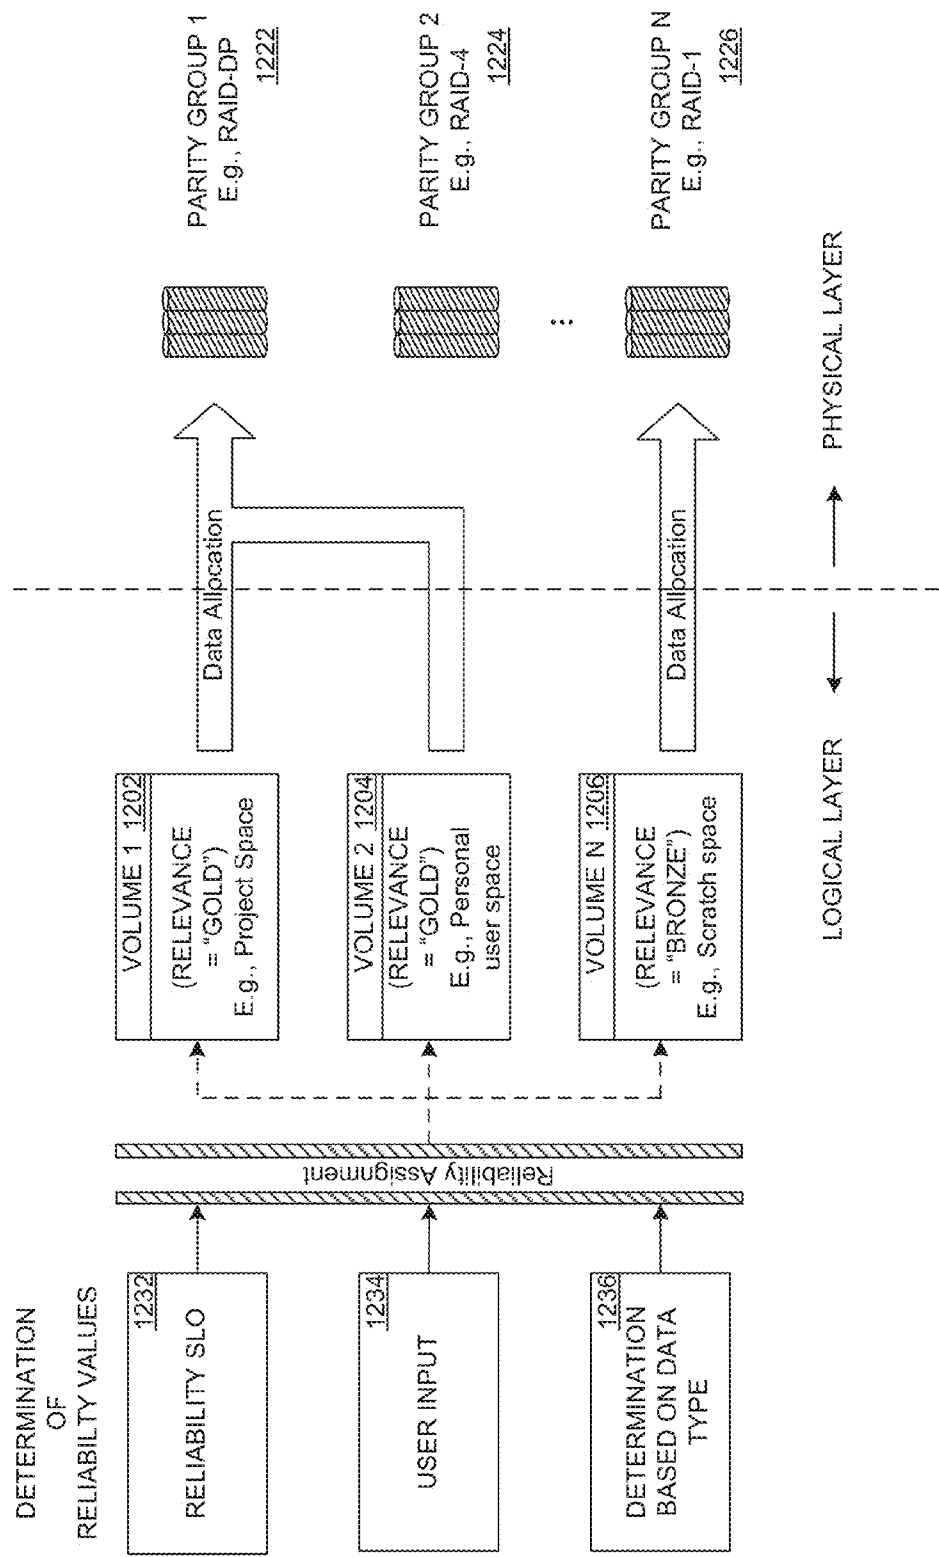 DETERMINATION
OF
RELIABILTY VALUES
1232
RELIABILITY SLO
1234
USER INPUT
1236
DETERMINATION
BASED ON DATA
TYPE
Reliability Assignment
VOLUME 1 1202
(RELEVANCE
= “GOLD”)
E.g., Project Space
VOLUME 2 1204
(RELEVANCE
= “GOLD”)
E.g., Personal
user space
VOLUME N 1206
(RELEVANCE
= “BRONZE”)
E.g., Scratch space
Data Allocation
Data Allocation
...
PARITY GROUP 1
E.g., RAID-DP
1222
PARITY GROUP 2
E.g., RAID-4
1224
PARITY GROUP N
E.g., RAID-1
1226
LOGICAL LAYER
PHYSICAL LAYER